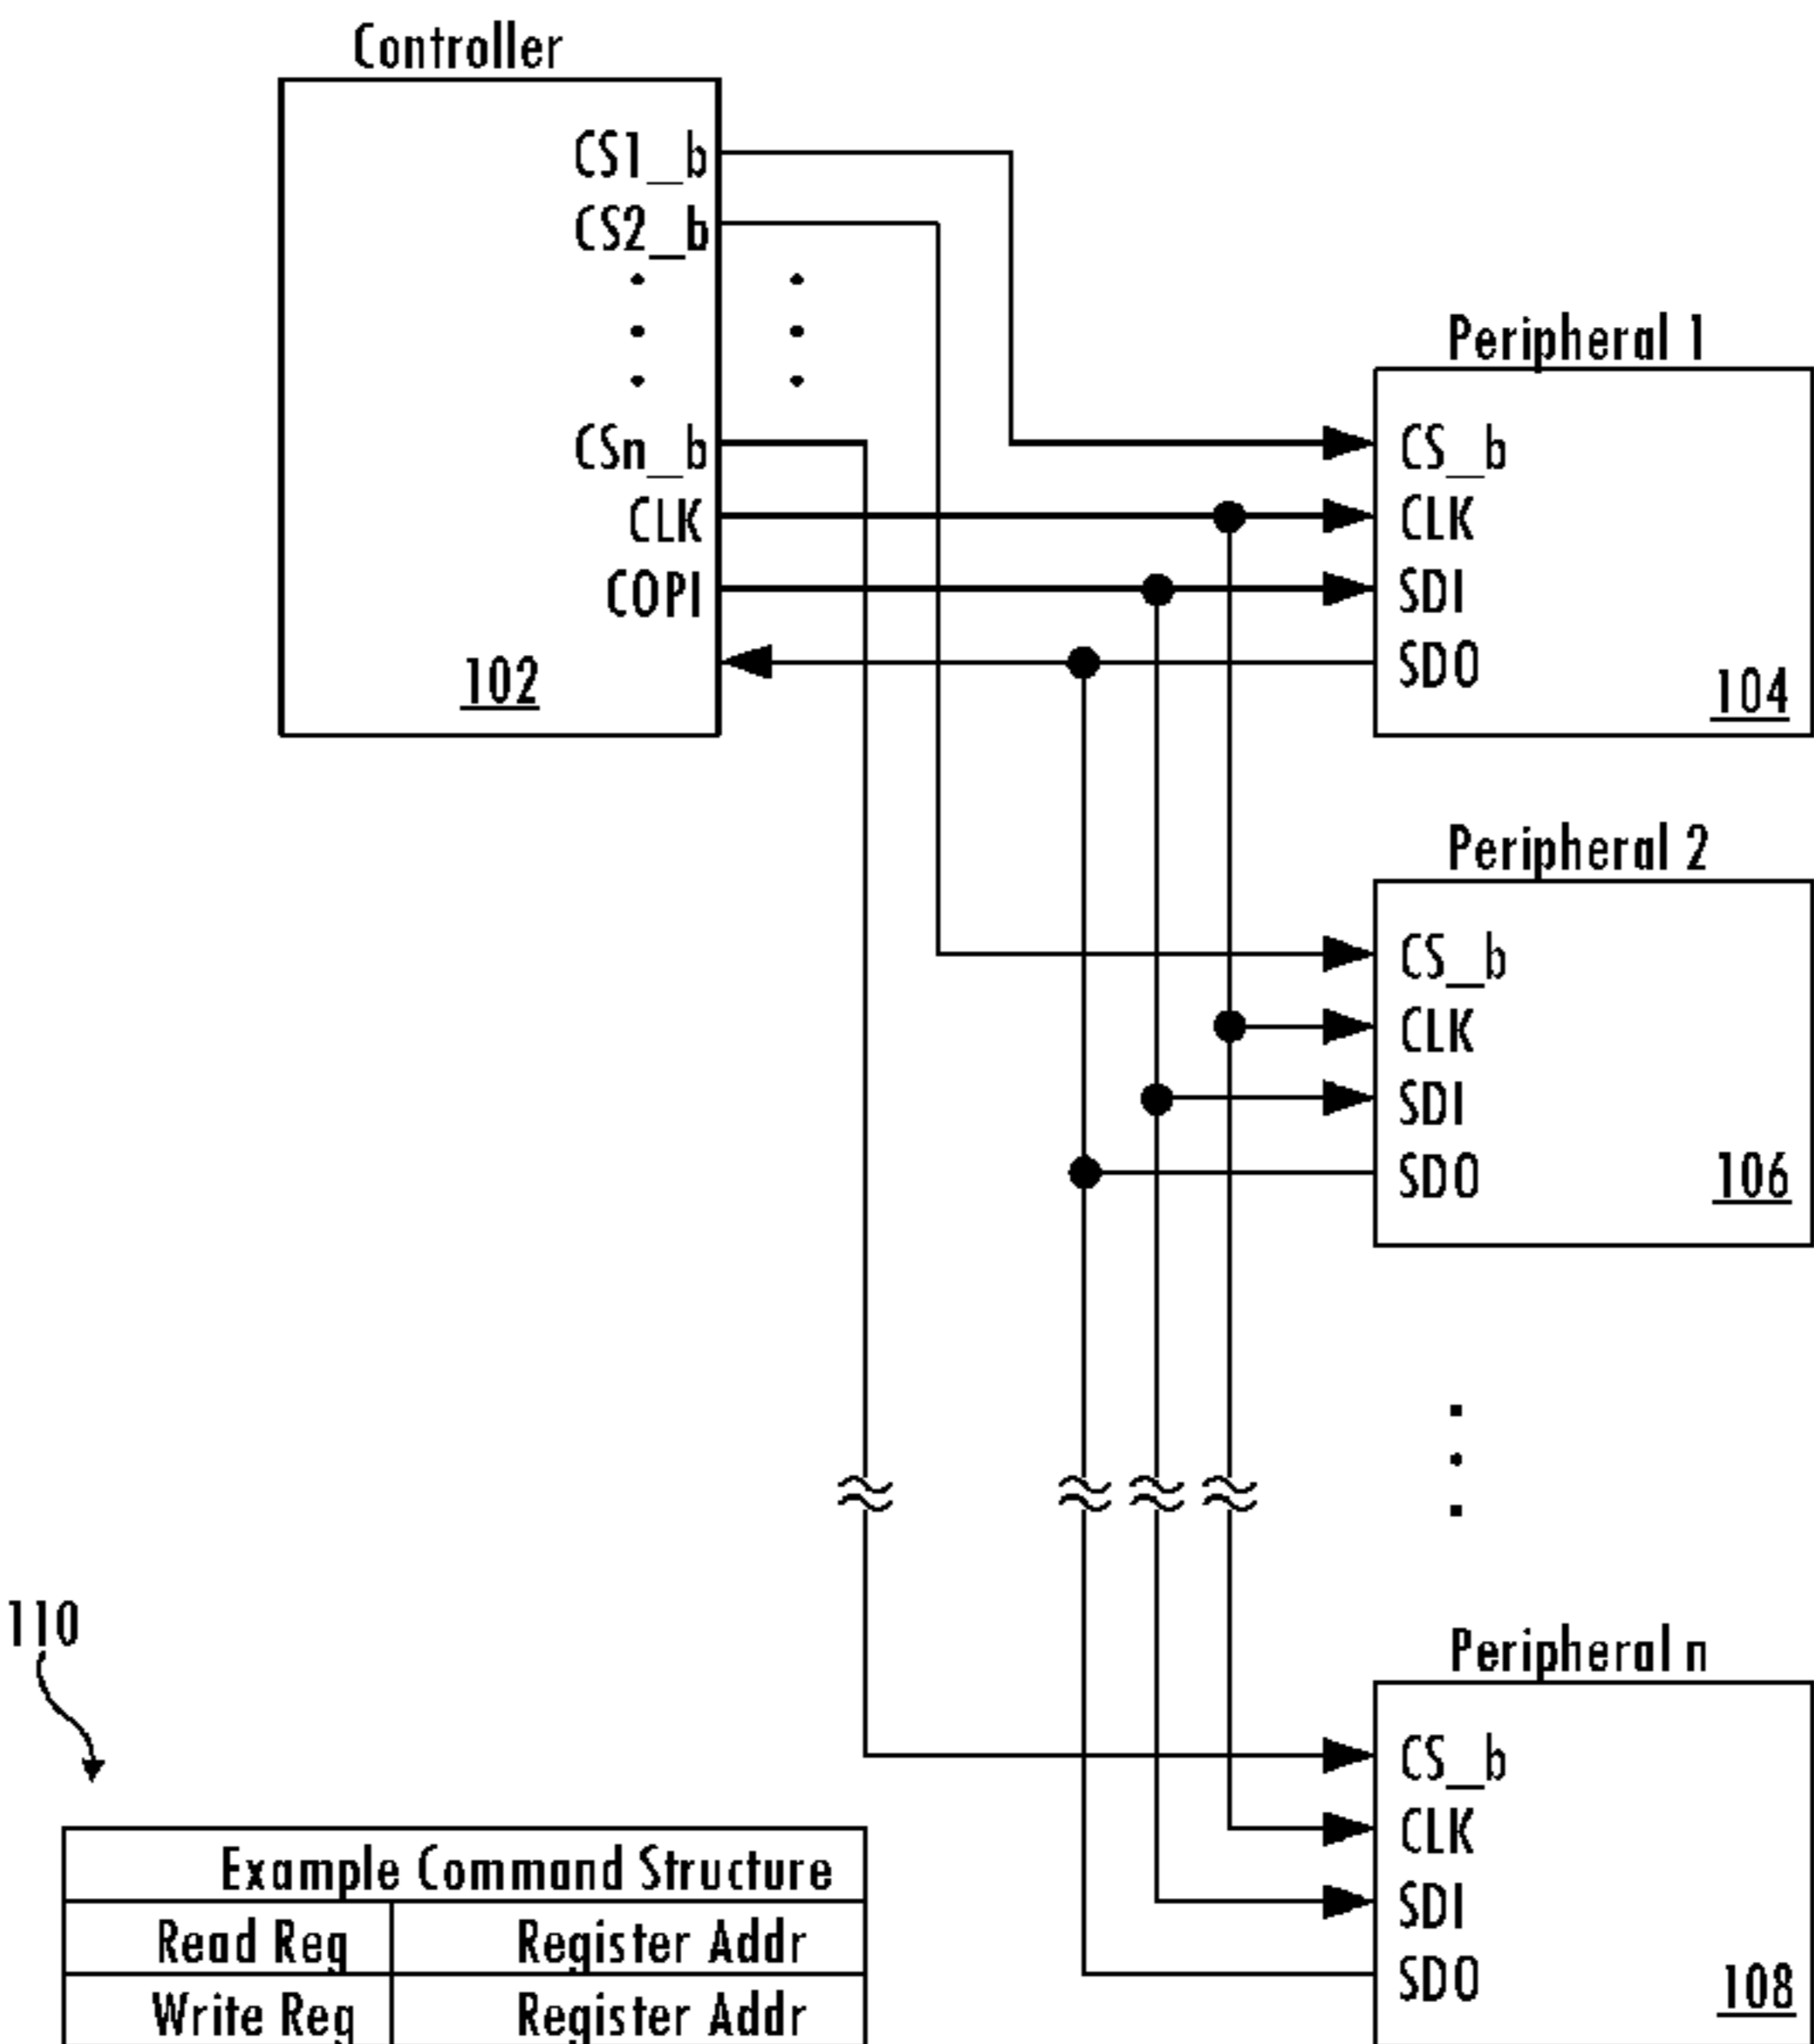 Controller
CS1_b
CS2_b
CSn_b
CLK
COPI
102
Peripheral 1
CS_b
CLK
SDI
SDO
104
Peripheral 2
CS_b
CLK
SDI
SDO
106
110
Peripheral n
CS_b
CLK
SDI
SDO
108
Example Command Structure
Read Reg Register Addr
Write Reg Register Addr